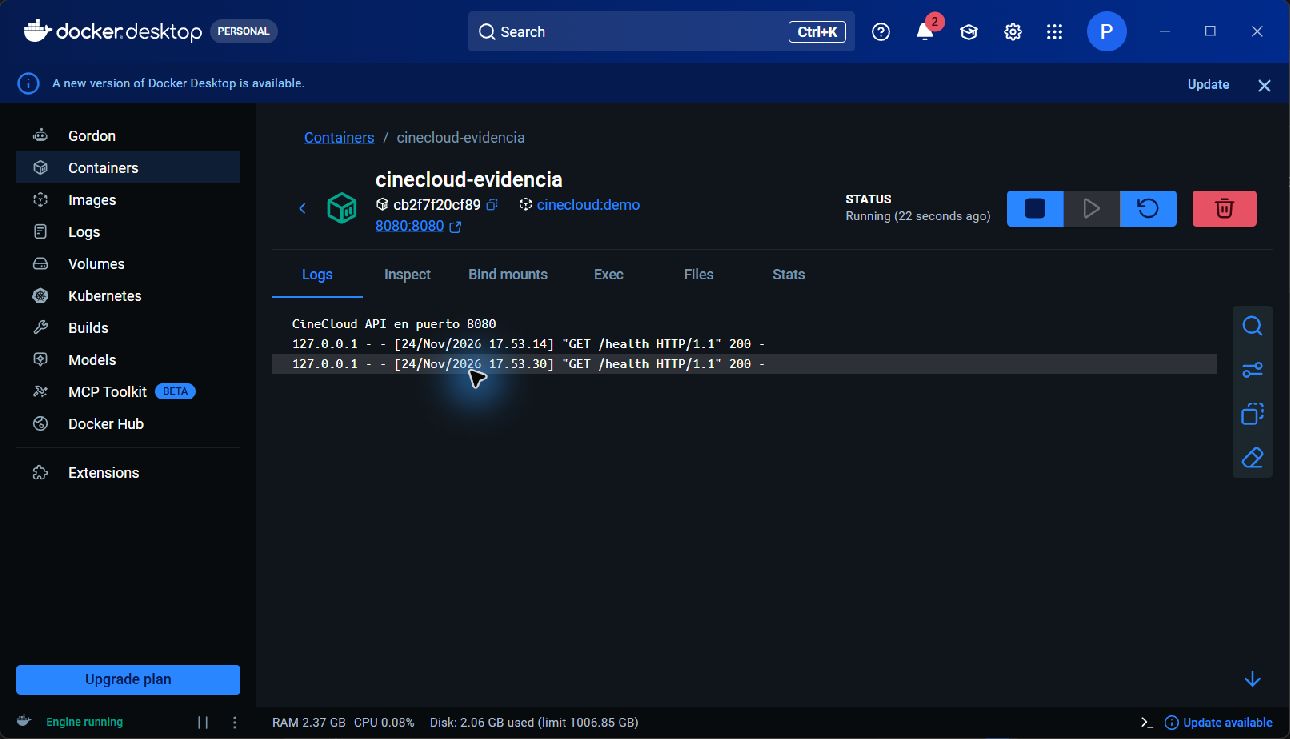 docker.desktop PERSONAL Search Ctrl+K 2 P
A new version of Docker Desktop is available. Update
Gordon
Containers
Images
Logs
Volumes
Kubernetes
Builds
Models
MCP Toolkit BETA
Docker Hub
Extensions
Upgrade plan
Containers / cinecloud-evidencia
cinecloud-evidencia
cb2f7f20cf89 cinecloud:demo
8080:8080
STATUS
Running (22 seconds ago)
Logs Inspect Bind mounts Exec Files Stats
CineCloud API en puerto 8080
127.0.0.1 - - [24/Nov/2026 17.53.14] "GET /health HTTP/1.1" 200 -
127.0.0.1 - - [24/Nov/2026 17.53.30] "GET /health HTTP/1.1" 200 -
Engine running RAM 2.37 GB CPU 0.08% Disk: 2.06 GB used (limit 1006.85 GB) Update available